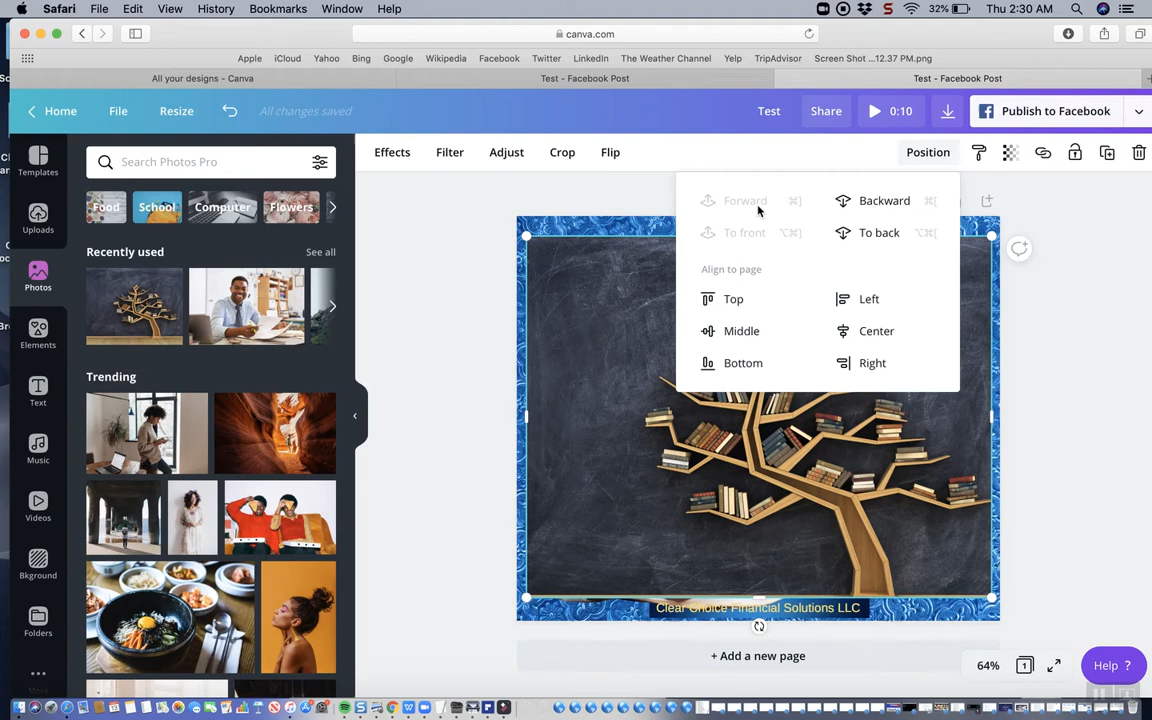 Safari File Edit View History Bookmarks Window Help 32% Thu 2:30 AM
canva.com
Apple iCloud Yahoo Bing Google Wikipedia Facebook Twitter LinkedIn The Weather Channel Yelp TripAdvisor Screen Shot ...12.37 PM.png
All your designs - Canva Test - Facebook Post Test - Facebook Post
Home File Resize All changes saved Test Share 0:10 Publish to Facebook
Templates
Uploads
Photos
Elements
Text
Music
Videos
Bkground
Folders
More
Search Photos Pro
Food School Computer Flowers
Recently used See all
Trending
Effects Filter Adjust Crop Flip Position
Forward ⌘] Backward ⌘[
To front ⌥⌘] To back ⌥⌘[
Align to page
Top Left
Middle Center
Bottom Right
Clear Choice Financial Solutions LLC
+ Add a new page
64% 1 Help ?